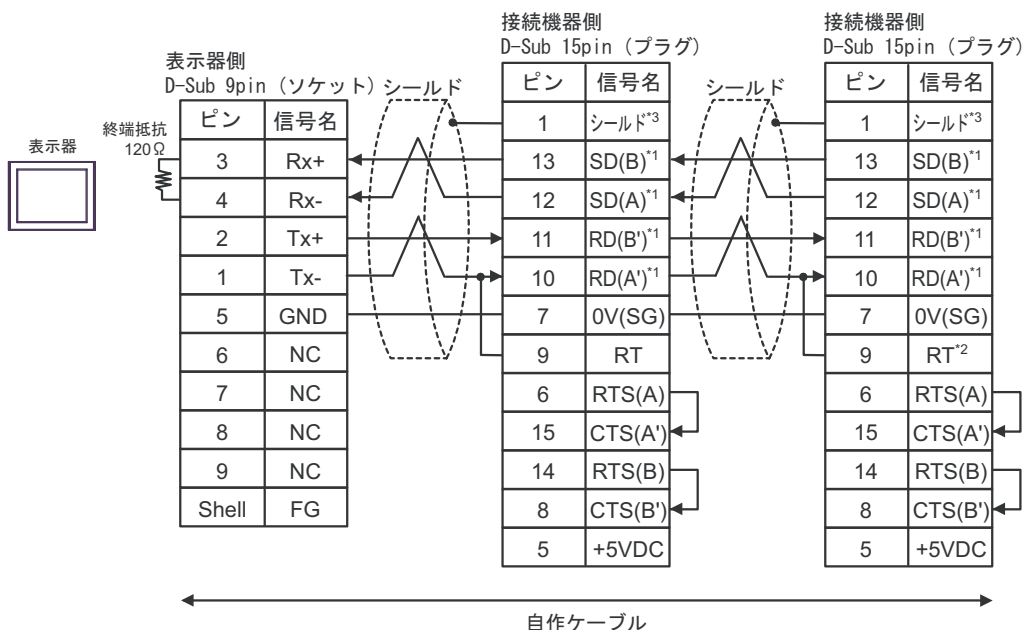 接続機器側
D-Sub 15pin (プラグ)
接続機器側
D-Sub 15pin (プラグ)
表示器側
D-Sub 9pin (ソケット)
シールド
シールド
終端抵抗
120Ω
表示器
ピン 信号名
3 Rx+
4 Rx-
2 Tx+
1 Tx-
5 GND
6 NC
7 NC
8 NC
9 NC
Shell FG
ピン 信号名
1 シールド*3
13 SD(B)*1
12 SD(A)*1
11 RD(B')*1
10 RD(A')*1
7 0V(SG)
9 RT
6 RTS(A)
15 CTS(A')
14 RTS(B)
8 CTS(B')
5 +5VDC
ピン 信号名
1 シールド*3
13 SD(B)*1
12 SD(A)*1
11 RD(B')*1
10 RD(A')*1
7 0V(SG)
9 RT*2
6 RTS(A)
15 CTS(A')
14 RTS(B)
8 CTS(B')
5 +5VDC
自作ケーブル